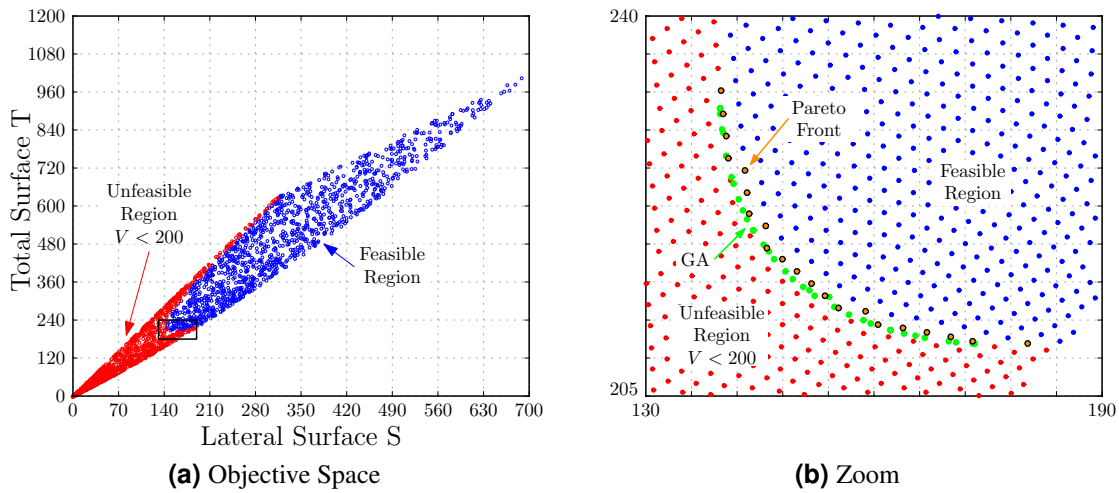 1200
1080
960
840
720
600
480
360
240
120
0
Total Surface T
0 70 140 210 280 350 420 490 560 630 700
Lateral Surface S
Unfeasible
Region
V < 200
Feasible
Region
(a) Objective Space
240
205
130 190
Pareto
Front
Feasible
Region
GA
Unfeasible
Region
V < 200
(b) Zoom